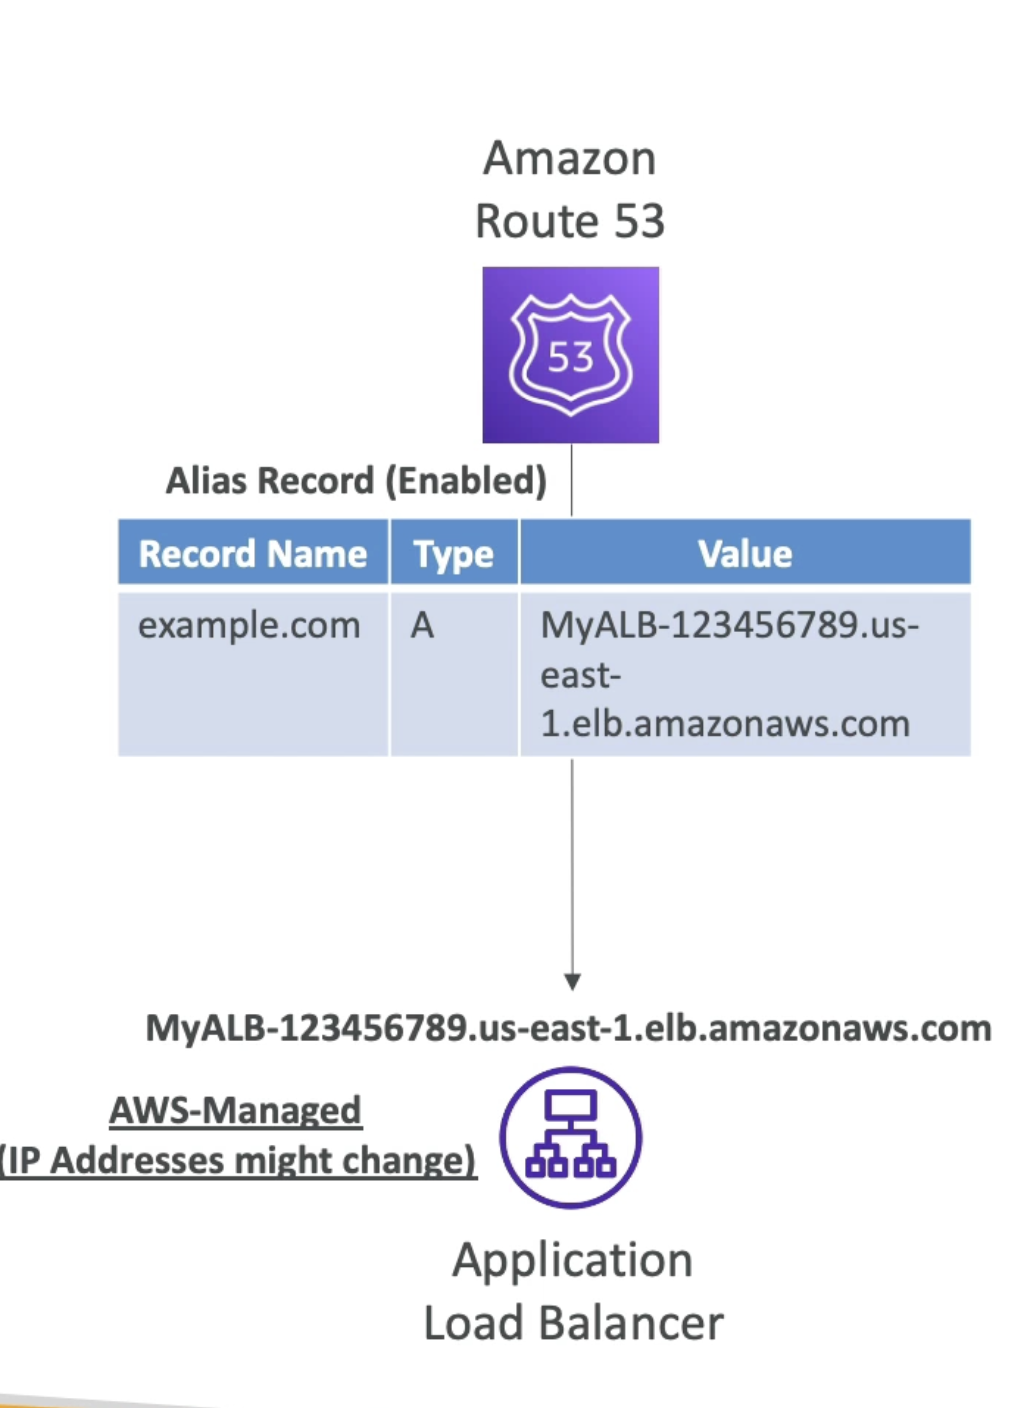 Amazon
Route 53
53
Alias Record (Enabled)
Record Name Type Value
example.com A MyALB-123456789.us-
east-
1.elb.amazonaws.com
MyALB-123456789.us-east-1.elb.amazonaws.com
AWS-Managed
(IP Addresses might change)
Application
Load Balancer